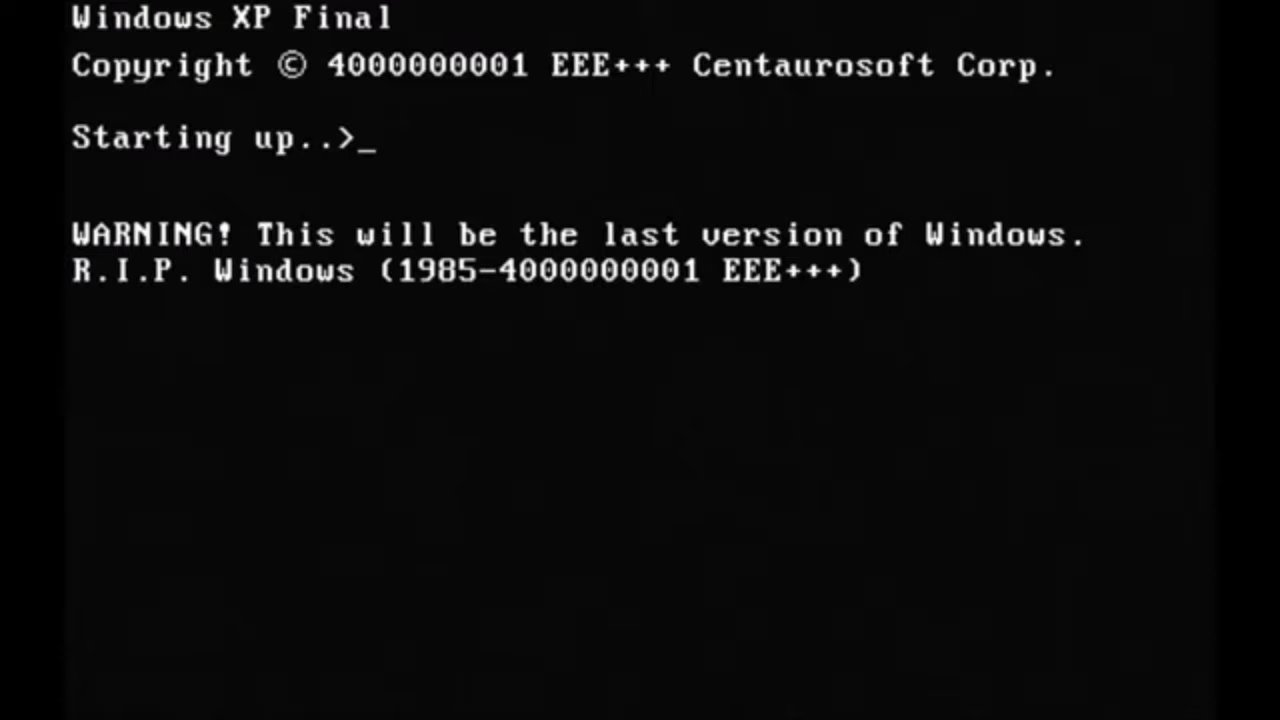 Windows XP Final
Copyright © 4000000001 EEE+++ Centaurosoft Corp.
Starting up..>_
WARNING! This will be the last version of Windows.
R.I.P. Windows (1985-4000000001 EEE+++)